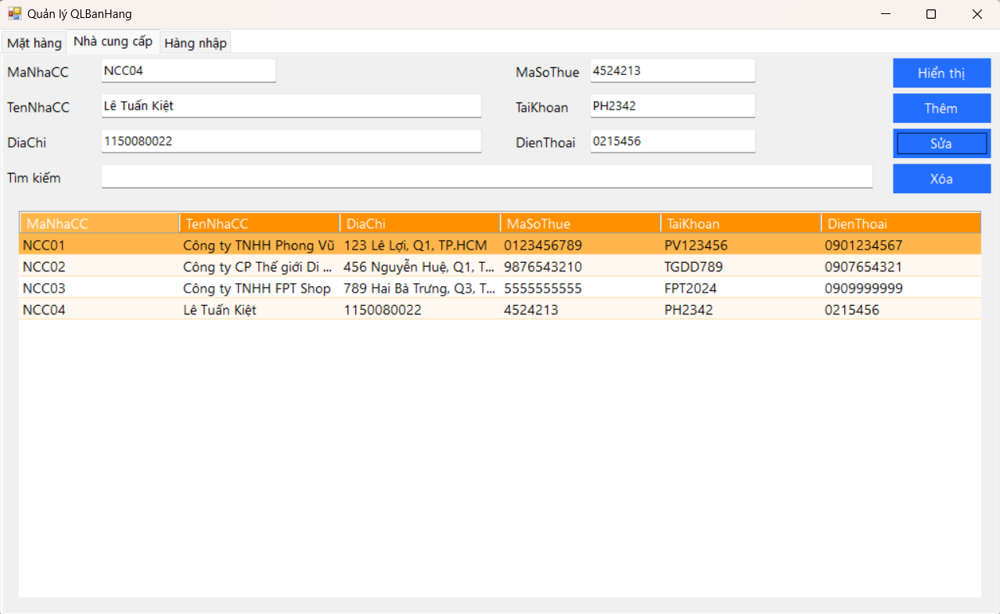 Quản lý QLBanHang
Mặt hàng Nhà cung cấp Hàng nhập
MaNhaCC NCC04 MaSoThue 4524213 Hiển thị
TenNhaCC Lê Tuấn Kiệt TaiKhoan PH2342 Thêm
DiaChi 1150080022 DienThoai 0215456 Sửa
Tìm kiếm Xóa
MaNhaCC TenNhaCC DiaChi MaSoThue TaiKhoan DienThoai
NCC01 Công ty TNHH Phong Vũ 123 Lê Lợi, Q1, TP.HCM 0123456789 PV123456 0901234567
NCC02 Công ty CP Thế giới Di ... 456 Nguyễn Huệ, Q1, T... 9876543210 TGDD789 0907654321
NCC03 Công ty TNHH FPT Shop 789 Hai Bà Trưng, Q3, T... 5555555555 FPT2024 0909999999
NCC04 Lê Tuấn Kiệt 1150080022 4524213 PH2342 0215456